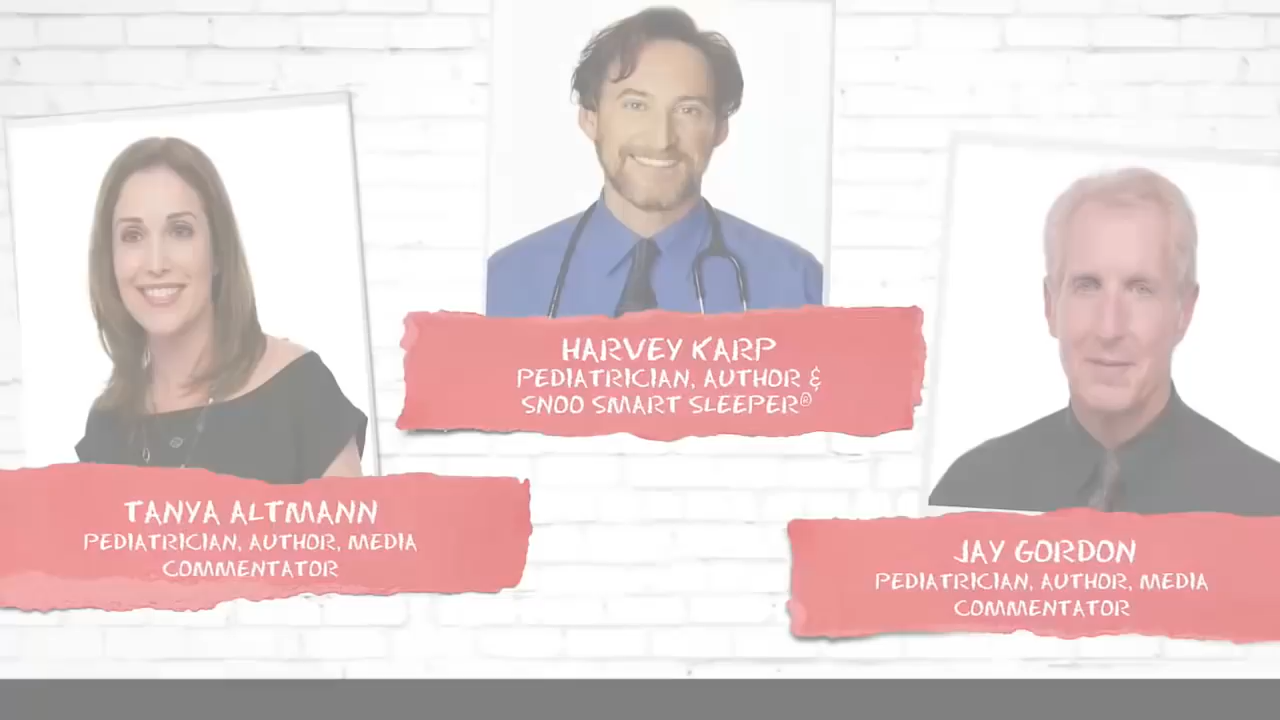 HARVEY KARP
PEDIATRICIAN, AUTHOR &
SNOO SMART SLEEPER®
TANYA ALTMANN
PEDIATRICIAN, AUTHOR, MEDIA
COMMENTATOR
JAY GORDON
PEDIATRICIAN, AUTHOR, MEDIA
COMMENTATOR